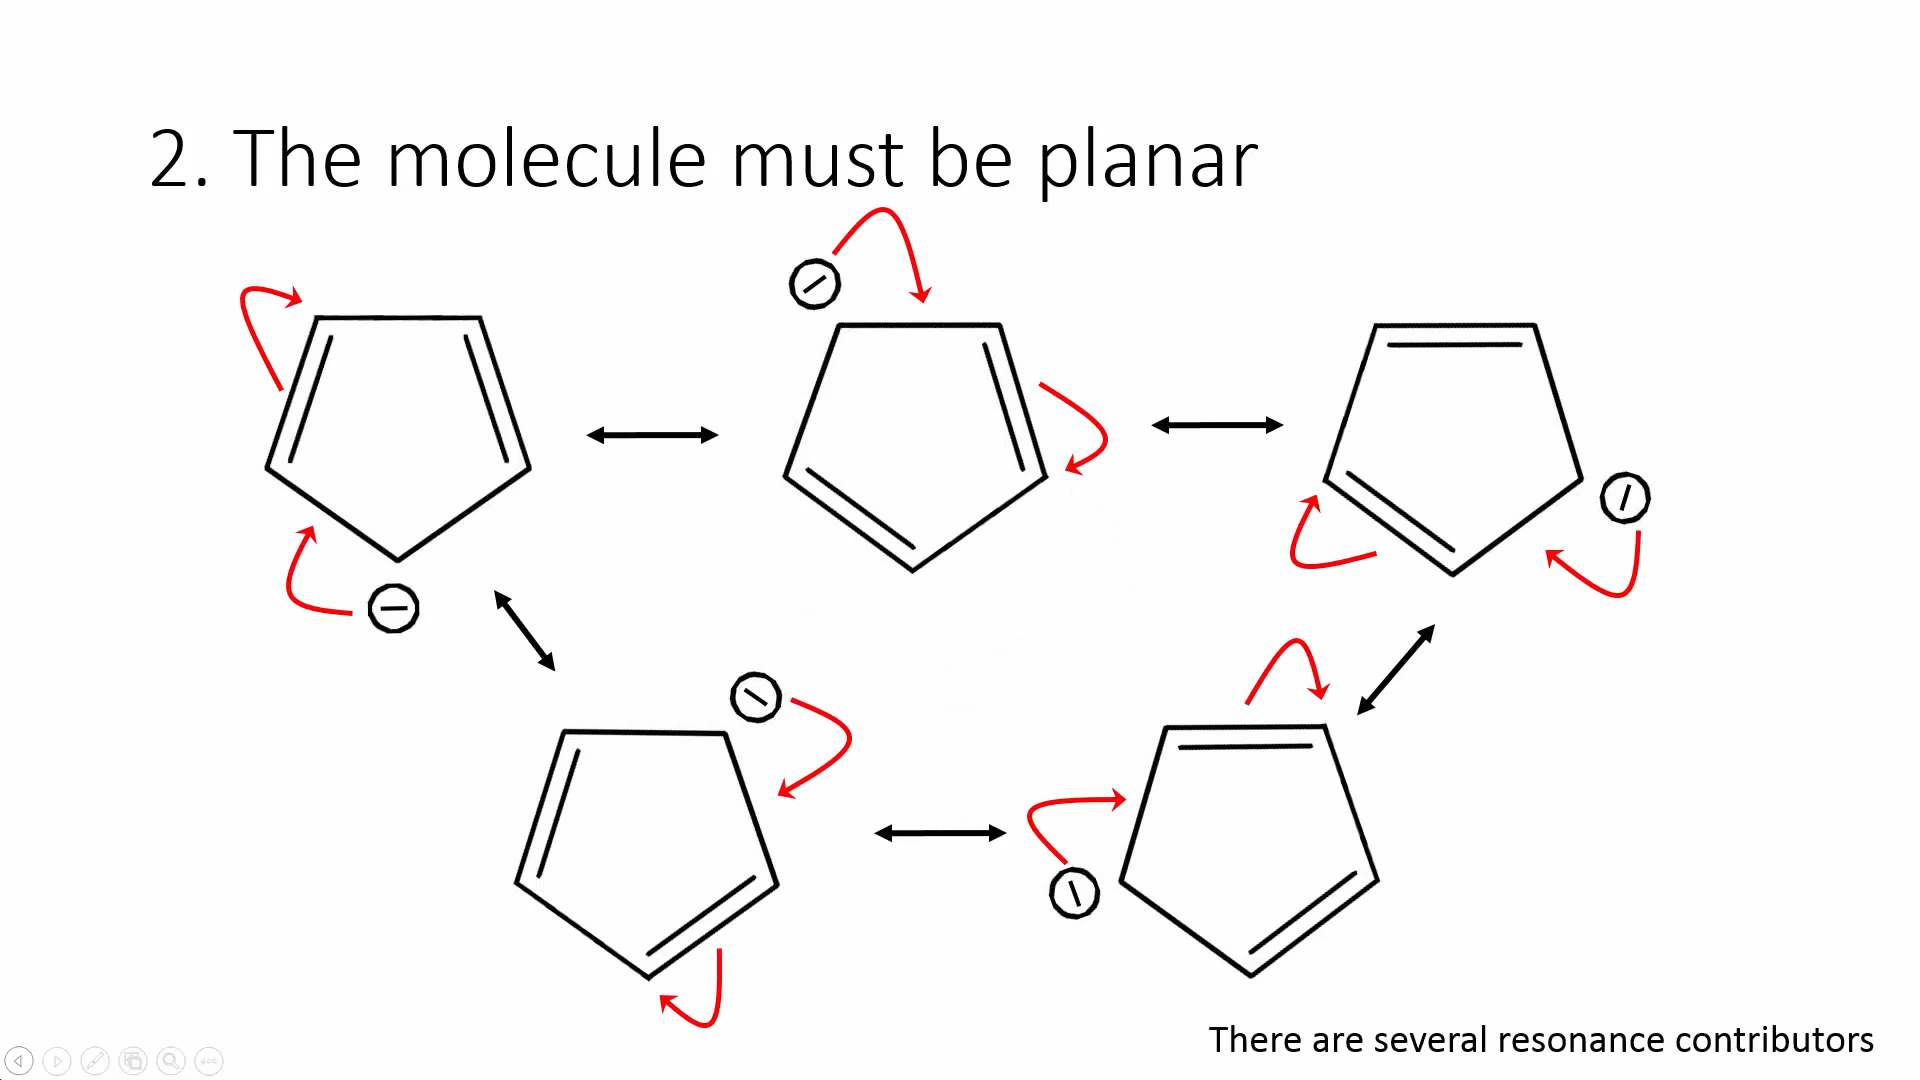 2. The molecule must be planar
There are several resonance contributors